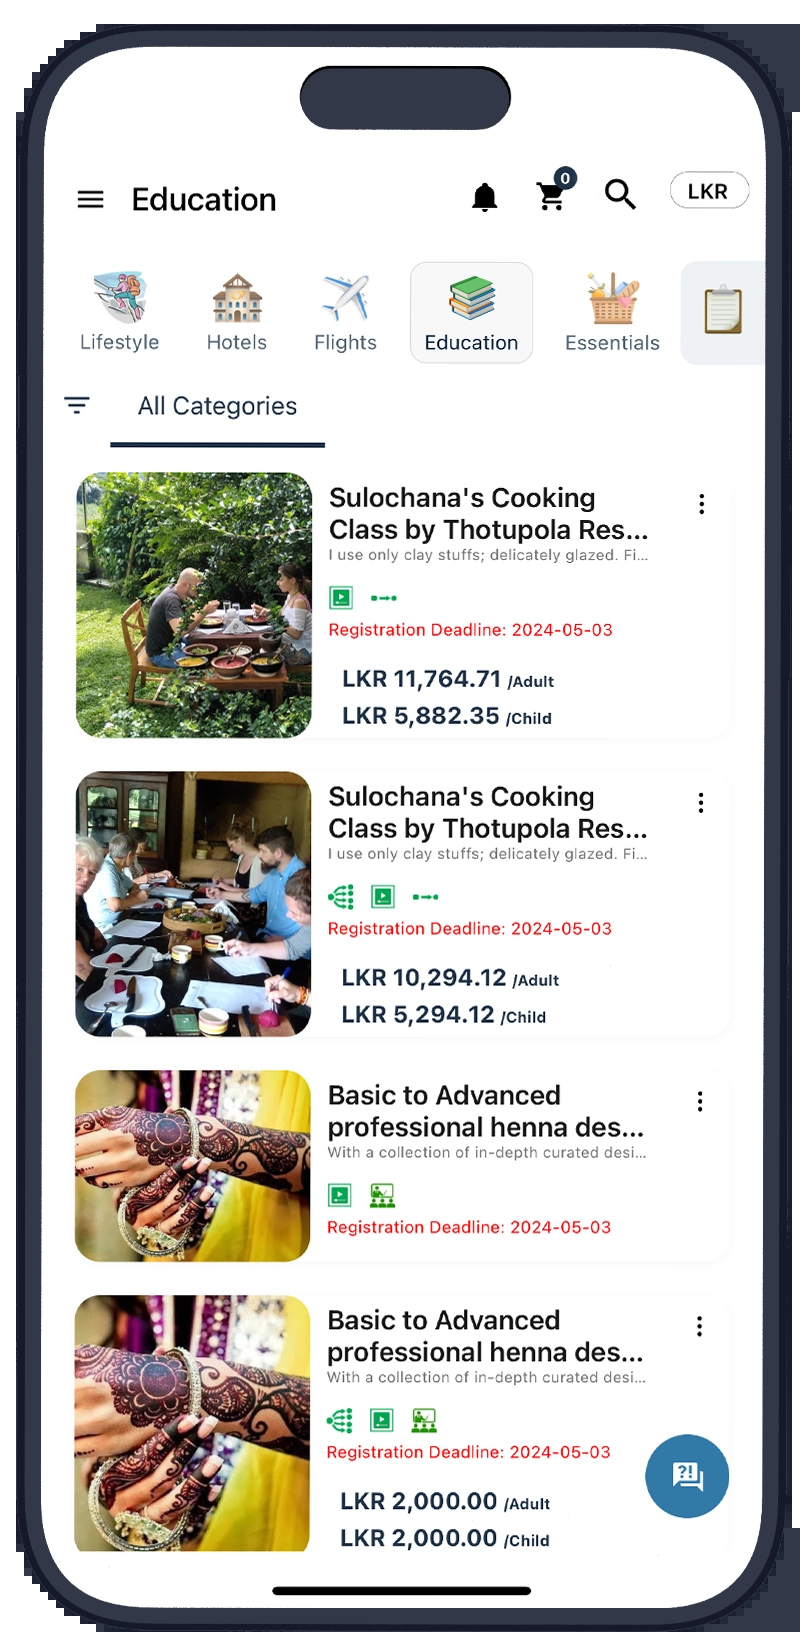 Education
0
LKR
Lifestyle
Hotels
Flights
Education
Essentials
All Categories
Sulochana's Cooking
Class by Thotupola Res...
I use only clay stuffs; delicately glazed. Fi...
Registration Deadline: 2024-05-03
LKR 11,764.71 /Adult
LKR 5,882.35 /Child
Sulochana's Cooking
Class by Thotupola Res...
I use only clay stuffs; delicately glazed. Fi...
Registration Deadline: 2024-05-03
LKR 10,294.12 /Adult
LKR 5,294.12 /Child
Basic to Advanced
professional henna des...
With a collection of in-depth curated desi...
Registration Deadline: 2024-05-03
Basic to Advanced
professional henna des...
With a collection of in-depth curated desi...
Registration Deadline: 2024-05-03
?!
LKR 2,000.00 /Adult
LKR 2,000.00 /Child